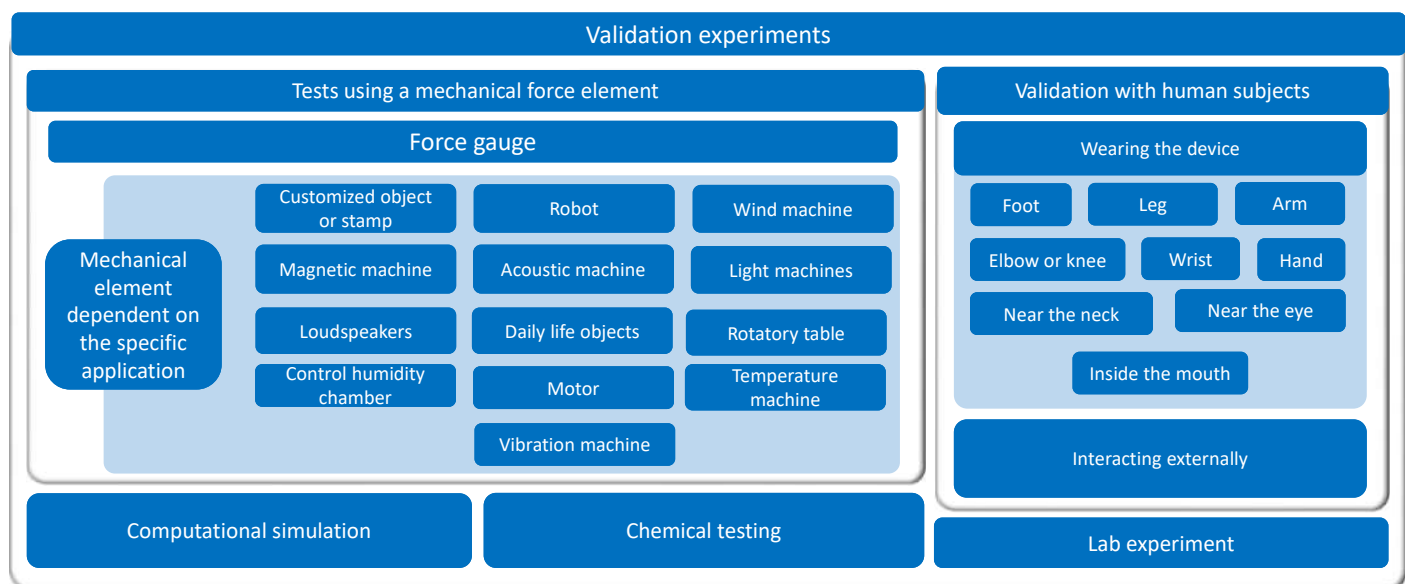 Validation experiments
Tests using a mechanical force element
Force gauge
Mechanical
element
dependent on
the specific
application
Customized object
or stamp
Robot
Wind machine
Magnetic machine
Acoustic machine
Light machines
Loudspeakers
Daily life objects
Rotatory table
Control humidity
chamber
Motor
Temperature
machine
Vibration machine
Validation with human subjects
Wearing the device
Foot
Leg
Arm
Elbow or knee
Wrist
Hand
Near the neck
Near the eye
Inside the mouth
Interacting externally
Computational simulation
Chemical testing
Lab experiment